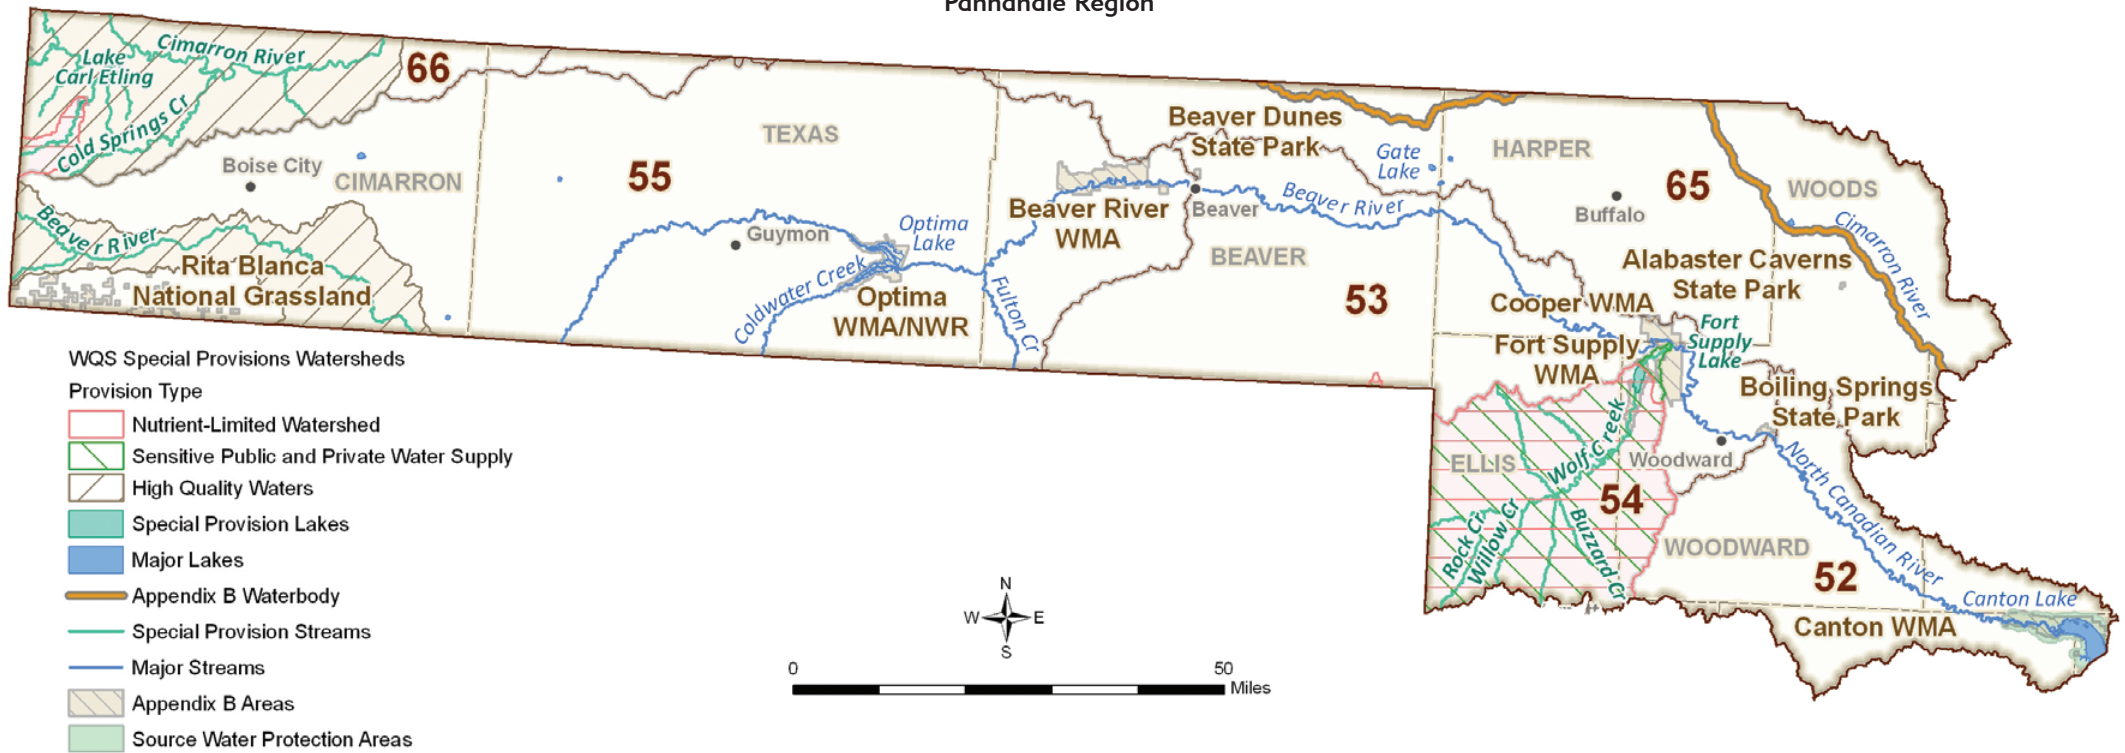 Panhandle Region
Cimarron River
Lake
Carl Etling
66
Cold Springs Cr
Boise City
CIMARRON
Beaver River
Rita Blanca
National Grassland
TEXAS
55
Guymon
Optima
Lake
Coldwater Creek
Optima
WMA/NWR
Fulton Cr
Beaver Dunes
State Park
Beaver River
WMA
Beaver
Beaver River
BEAVER
53
Gate
Lake
HARPER
Buffalo
65
WOODS
Cimarron River
Alabaster Caverns
State Park
Cooper WMA
Fort Supply
WMA
Fort
Supply
Lake
Boiling Springs
State Park
ELLIS
Wolf Creek
Woodward
54
Rock Cr
Willow Cr
Buzzard Cr
WOODWARD
52
North Canadian River
Canton Lake
Canton WMA
WQS Special Provisions Watersheds
Provision Type
Nutrient-Limited Watershed
Sensitive Public and Private Water Supply
High Quality Waters
Special Provision Lakes
Major Lakes
Appendix B Waterbody
Special Provision Streams
Major Streams
Appendix B Areas
Source Water Protection Areas
N
W E
S
0 50
Miles